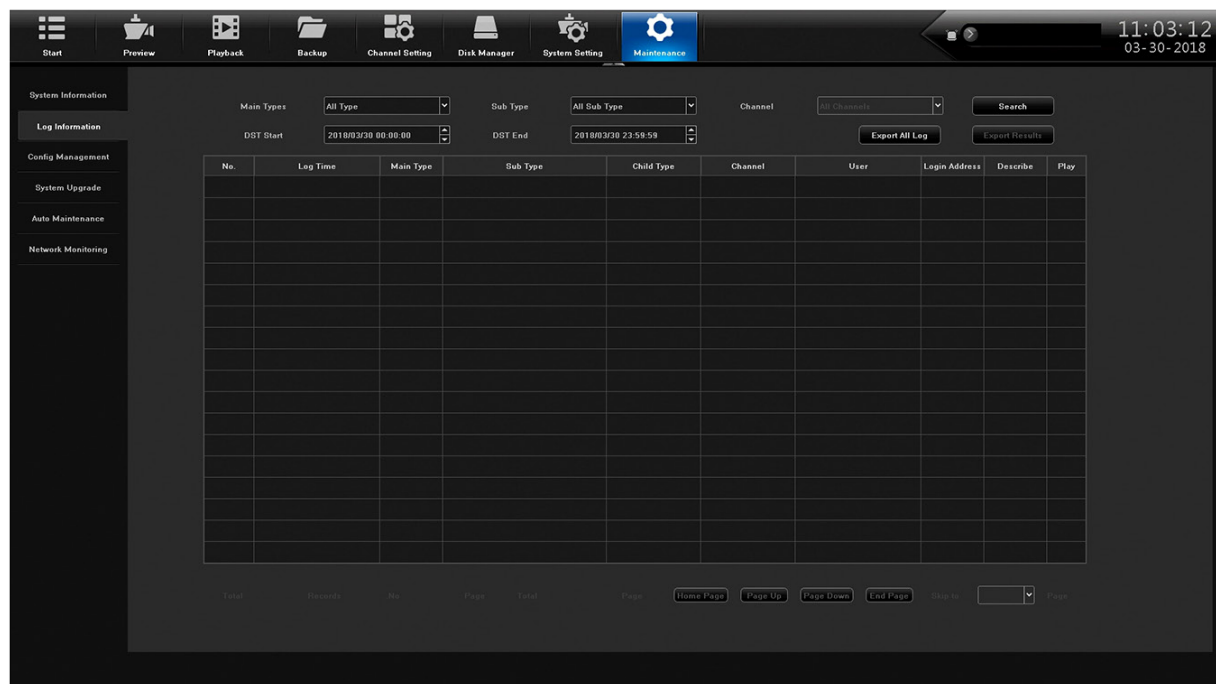 Start Preview Playback Backup Channel Setting Disk Manager System Setting Maintenance
11:03:12
03-30-2018
System Information
Log Information
Config Management
System Upgrade
Auto Maintenance
Network Monitoring
Main Types All Type Sub Type All Sub Type Channel All Channels Search
DST Start 2018/03/30 00:00:00 DST End 2018/03/30 23:59:59 Export All Log Export Results
No. Log Time Main Type Sub Type Child Type Channel User Login Address Describe Play
Total Records No Page Total Page Home Page Page Up Page Down End Page Skip to Page